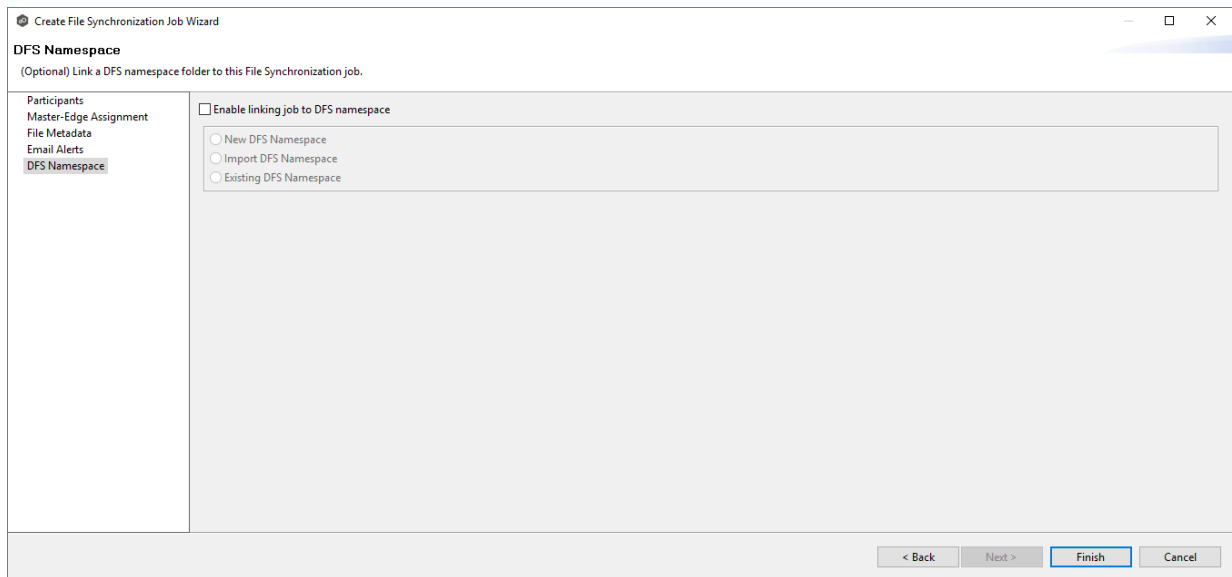 Create File Synchronization Job Wizard
DFS Namespace
(Optional) Link a DFS namespace folder to this File Synchronization job.
Participants
Master-Edge Assignment
File Metadata
Email Alerts
DFS Namespace
Enable linking job to DFS namespace
New DFS Namespace
Import DFS Namespace
Existing DFS Namespace
< Back
Next >
Finish
Cancel